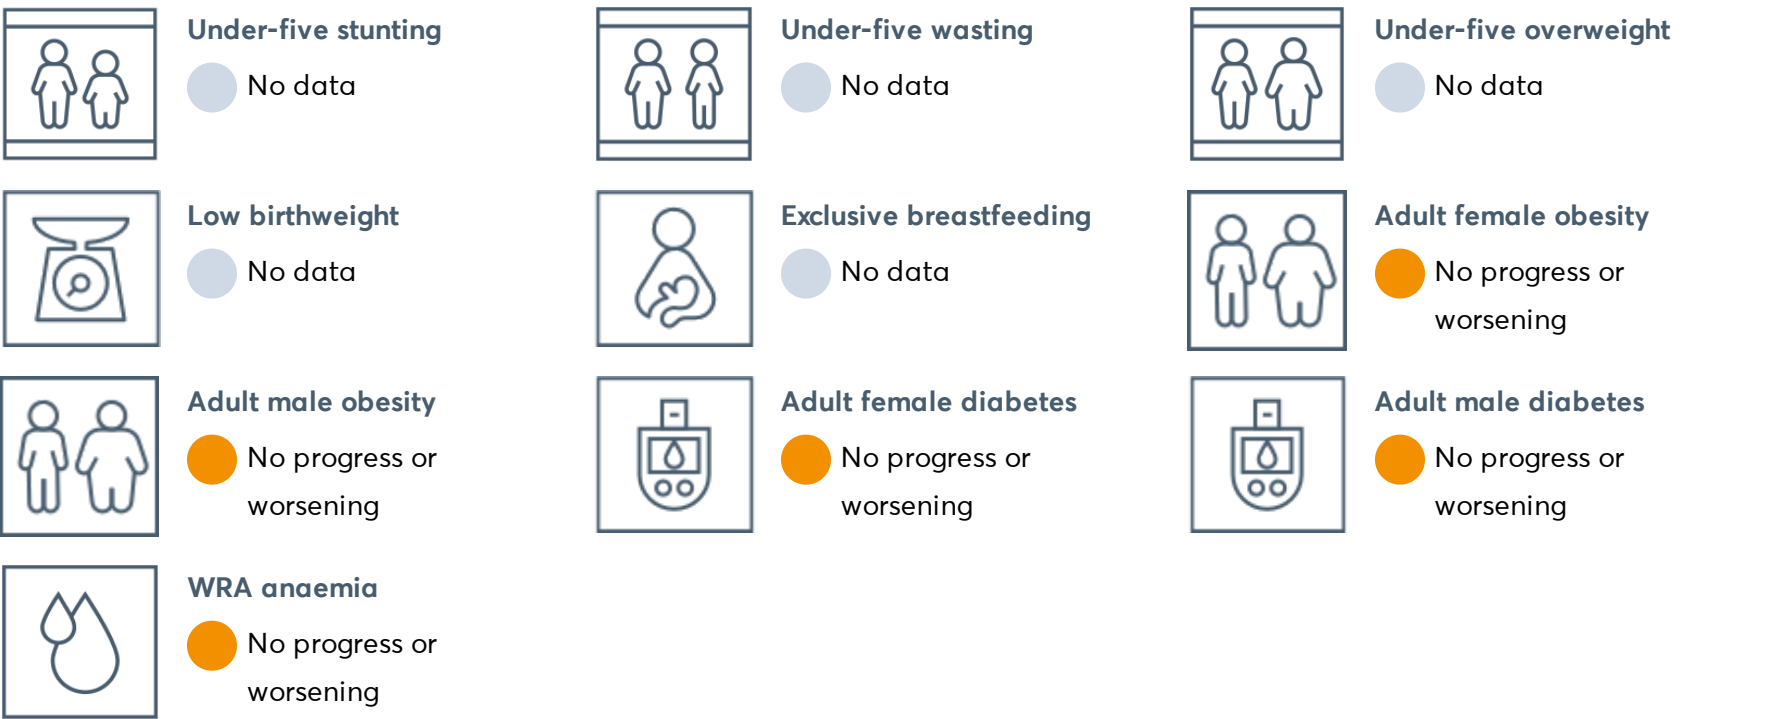 Under-five stunting
No data
Under-five wasting
No data
Under-five overweight
No data
Low birthweight
No data
Exclusive breastfeeding
No data
Adult female obesity
No progress or
worsening
Adult male obesity
No progress or
worsening
Adult female diabetes
No progress or
worsening
Adult male diabetes
No progress or
worsening
WRA anaemia
No progress or
worsening